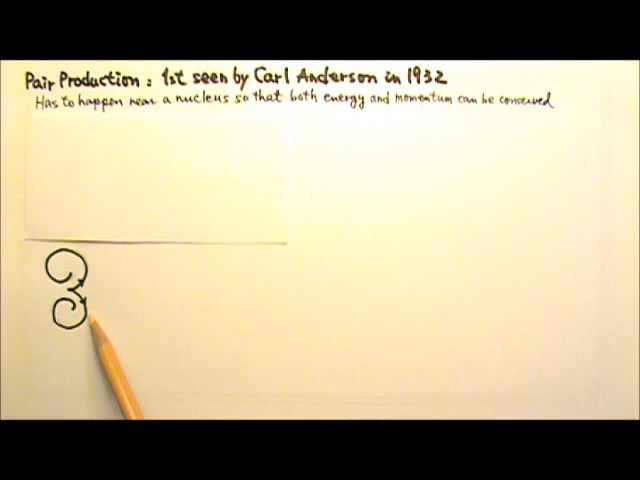 Pair Production : 1st seen by Carl Anderson in 1932
Has to happen near a nucleus so that both energy and momentum can be conserved